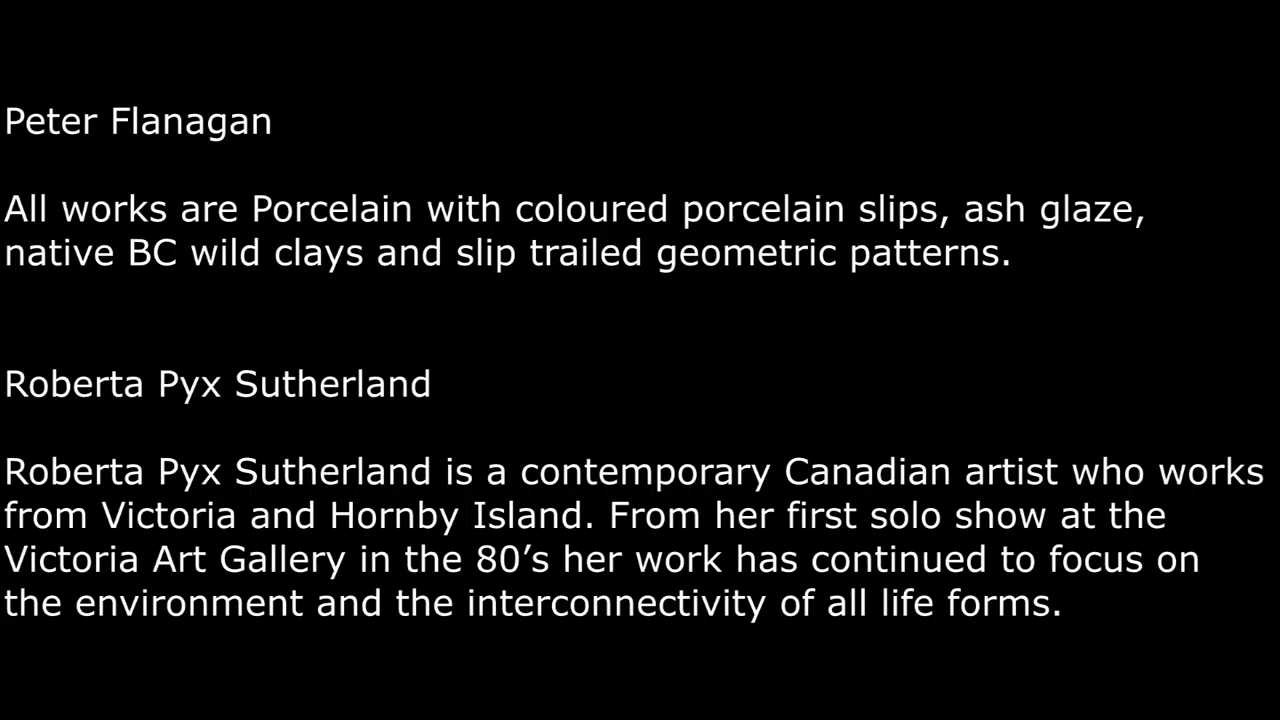 Peter Flanagan
All works are Porcelain with coloured porcelain slips, ash glaze,
native BC wild clays and slip trailed geometric patterns.
Roberta Pyx Sutherland
Roberta Pyx Sutherland is a contemporary Canadian artist who works
from Victoria and Hornby Island. From her first solo show at the
Victoria Art Gallery in the 80’s her work has continued to focus on
the environment and the interconnectivity of all life forms.